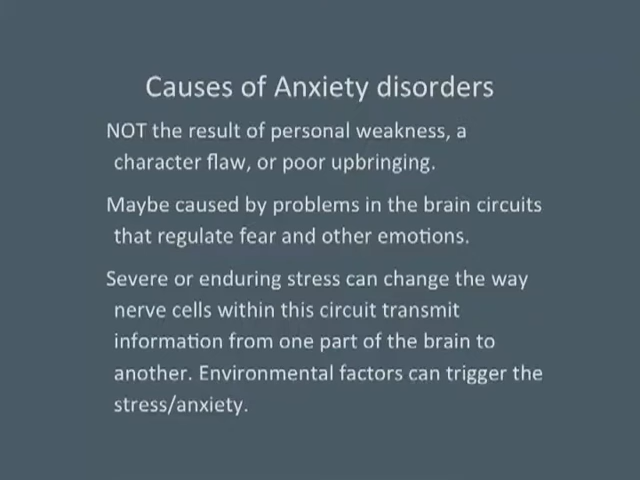 Causes of Anxiety disorders
NOT the result of personal weakness, a
character flaw, or poor upbringing.
Maybe caused by problems in the brain circuits
that regulate fear and other emotions.
Severe or enduring stress can change the way
nerve cells within this circuit transmit
information from one part of the brain to
another. Environmental factors can trigger the
stress/anxiety.